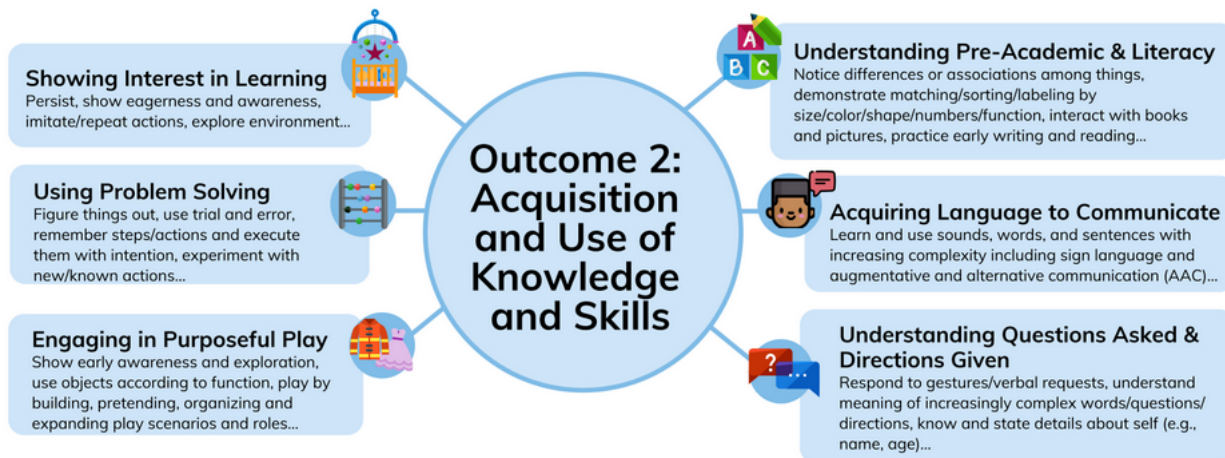 Outcome 2:
Acquisition
and Use of
Knowledge
and Skills
Showing Interest in Learning
Persist, show eagerness and awareness,
imitate/repeat actions, explore environment...
Using Problem Solving
Figure things out, use trial and error,
remember steps/actions and execute
them with intention, experiment with
new/known actions...
Engaging in Purposeful Play
Show early awareness and exploration,
use objects according to function, play by
building, pretending, organizing and
expanding play scenarios and roles...
A
B C
Understanding Pre-Academic & Literacy
Notice differences or associations among things,
demonstrate matching/sorting/labeling by
size/color/shape/numbers/function, interact with books
and pictures, practice early writing and reading...
Acquiring Language to Communicate
Learn and use sounds, words, and sentences with
increasing complexity including sign language and
augmentative and alternative communication (AAC)...
? ...
Understanding Questions Asked &
Directions Given
Respond to gestures/verbal requests, understand
meaning of increasingly complex words/questions/
directions, know and state details about self (e.g.,
name, age)...